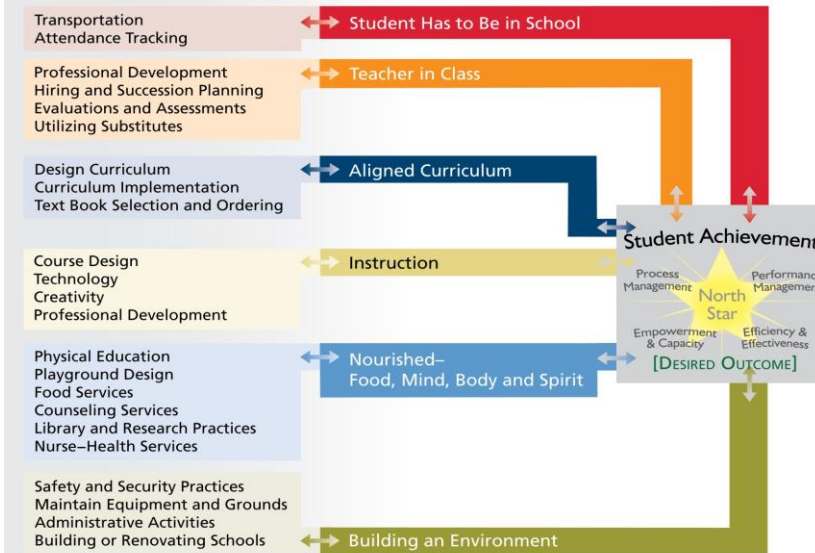 Transportation
Attendance Tracking
Student Has to Be in School
Professional Development
Hiring and Succession Planning
Evaluations and Assessments
Utilizing Substitutes
Teacher in Class
Design Curriculum
Curriculum Implementation
Text Book Selection and Ordering
Aligned Curriculum
Course Design
Technology
Creativity
Professional Development
Instruction
Physical Education
Playground Design
Food Services
Counseling Services
Library and Research Practices
Nurse–Health Services
Nourished–
Food, Mind, Body and Spirit
Safety and Security Practices
Maintain Equipment and Grounds
Administrative Activities
Building or Renovating Schools
Building an Environment
Student Achievement
Process
Management
Performance
Management
North
Star
Empowerment
& Capacity
Efficiency &
Effectiveness
[DESIRED OUTCOME]